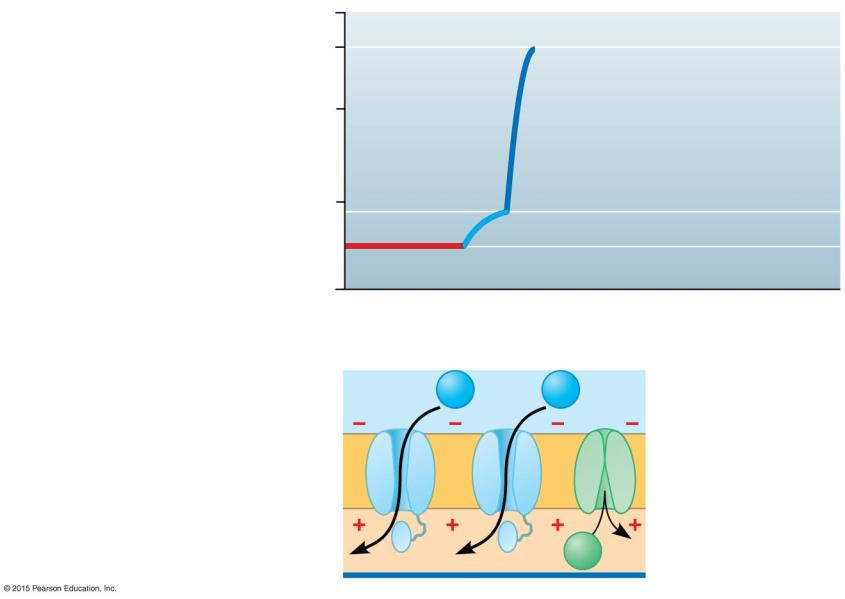 − − − −
+ + + +
© 2015 Pearson Education, Inc.